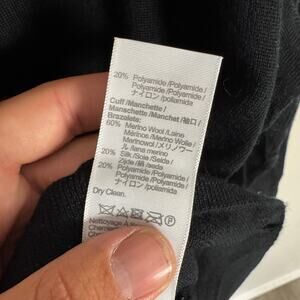 20% Polyamide/Polyamide/
Polyamide/Polyamide/
ナイロン/poliamida
Cuff/Manchette/
Manschette/Manchet/袖口/
Brazalete:
60% Merino Wool/Laine
Mérinos/Merino Wolle/
Merinowol/メリノウー
ル/lana merino
20% Silk/Soie/Seide/
Zijde/絹/seda
20% Polyamide/Polyamide/
Polyamide/Polyamide/
ナイロン/poliamida
Dry Clean.
P
Nettoyage À